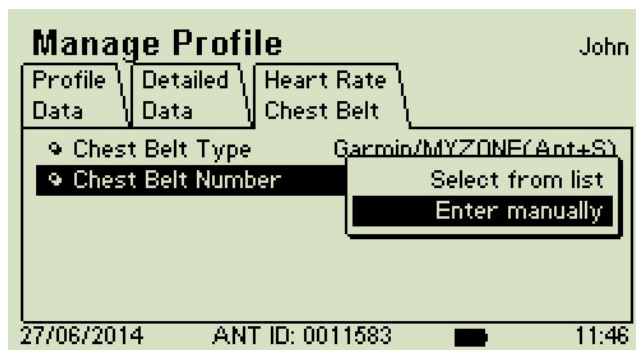 Manage Profile John
Profile Data
Detailed Data
Heart Rate Chest Belt
Chest Belt Type Garmin/MYZONE(Ant+S)
Chest Belt Number
Select from list
Enter manually
27/06/2014 ANT ID: 0011583 11:46